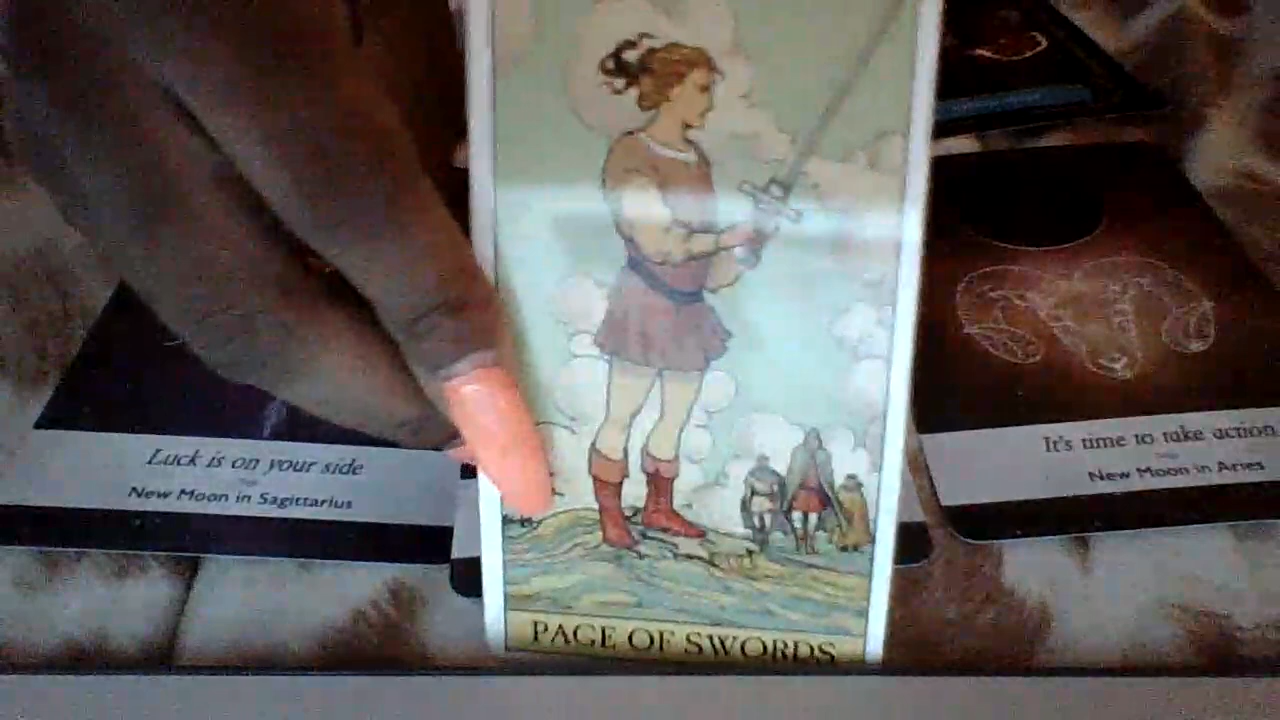 Luck is on your side
New Moon in Sagittarius
PAGE OF SWORDS
It's time to take action
New Moon in Aries